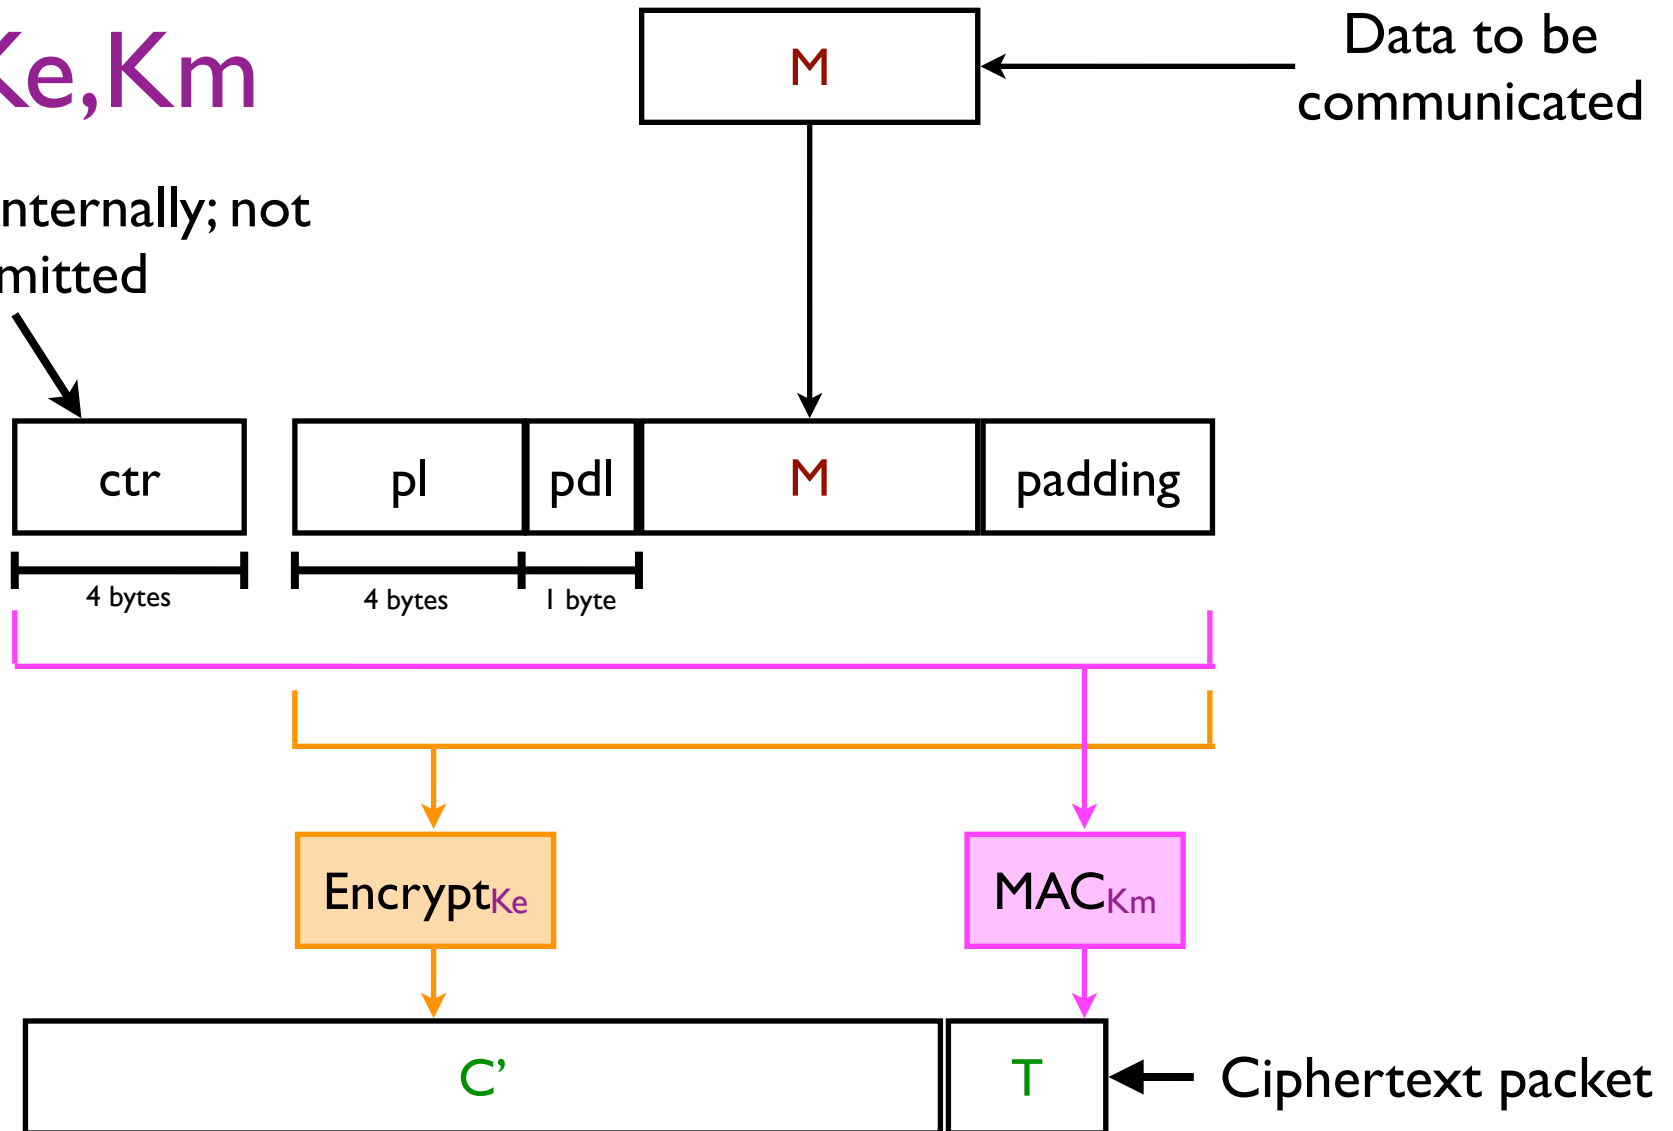 Ke,Km
M
Data to be
communicated
nternally; not
mitted
ctr
pl
pdl
M
padding
4 bytes
4 bytes
1 byte
EncryptKe
MACKm
C’
T
Ciphertext packet